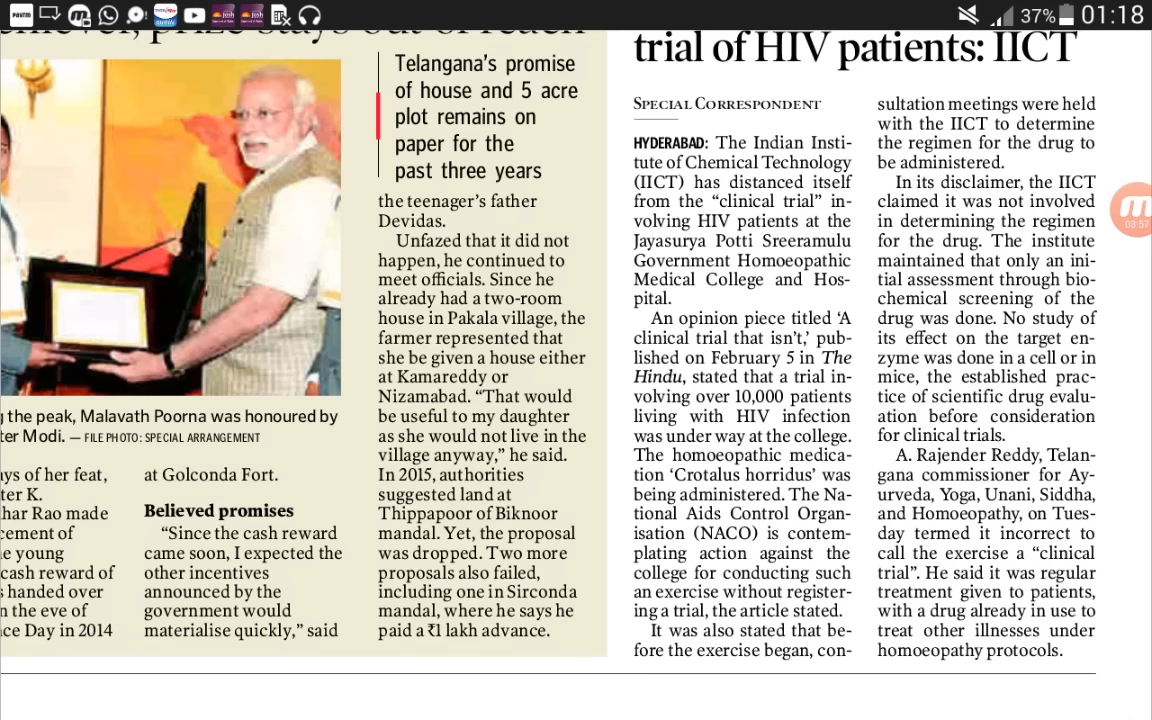 37% 01:18
prize stays out of reach
Telangana's promise
of house and 5 acre
plot remains on
paper for the
past three years
the teenager's father
Devidas.
Unfazed that it did not
happen, he continued to
meet officials. Since he
already had a two-room
house in Pakala village, the
farmer represented that
she be given a house either
at Kamareddy or
Nizamabad. “That would
be useful to my daughter
as she would not live in the
village anyway,” he said.
In 2015, authorities
suggested land at
Thippapoor of Biknoor
mandal. Yet, the proposal
was dropped. Two more
proposals also failed,
including one in Sirconda
mandal, where he says he
paid a ₹1 lakh advance.
g the peak, Malavath Poorna was honoured by
ter Modi. — FILE PHOTO: SPECIAL ARRANGEMENT
ays of her feat,
ter K.
har Rao made
cement of
e young
cash reward of
s handed over
n the eve of
nce Day in 2014
at Golconda Fort.
Believed promises
“Since the cash reward
came soon, I expected the
other incentives
announced by the
government would
materialise quickly,” said
trial of HIV patients: IICT
SPECIAL CORRESPONDENT
HYDERABAD: The Indian Insti-
tute of Chemical Technology
(IICT) has distanced itself
from the “clinical trial” in-
volving HIV patients at the
Jayasurya Potti Sreeramulu
Government Homoeopathic
Medical College and Hos-
pital.
An opinion piece titled ‘A
clinical trial that isn't,’ pub-
lished on February 5 in The
Hindu, stated that a trial in-
volving over 10,000 patients
living with HIV infection
was under way at the college.
The homoeopathic medica-
tion ‘Crotalus horridus’ was
being administered. The Na-
tional Aids Control Organ-
isation (NACO) is contem-
plating action against the
college for conducting such
an exercise without register-
ing a trial, the article stated.
It was also stated that be-
fore the exercise began, con-
sultation meetings were held
with the IICT to determine
the regimen for the drug to
be administered.
In its disclaimer, the IICT
claimed it was not involved
in determining the regimen
for the drug. The institute
maintained that only an ini-
tial assessment through bio-
chemical screening of the
drug was done. No study of
its effect on the target en-
zyme was done in a cell or in
mice, the established prac-
tice of scientific drug evalu-
ation before consideration
for clinical trials.
A. Rajender Reddy, Telan-
gana commissioner for Ay-
urveda, Yoga, Unani, Siddha,
and Homoeopathy, on Tues-
day termed it incorrect to
call the exercise a “clinical
trial”. He said it was regular
treatment given to patients,
with a drug already in use to
treat other illnesses under
homoeopathy protocols.
03:57